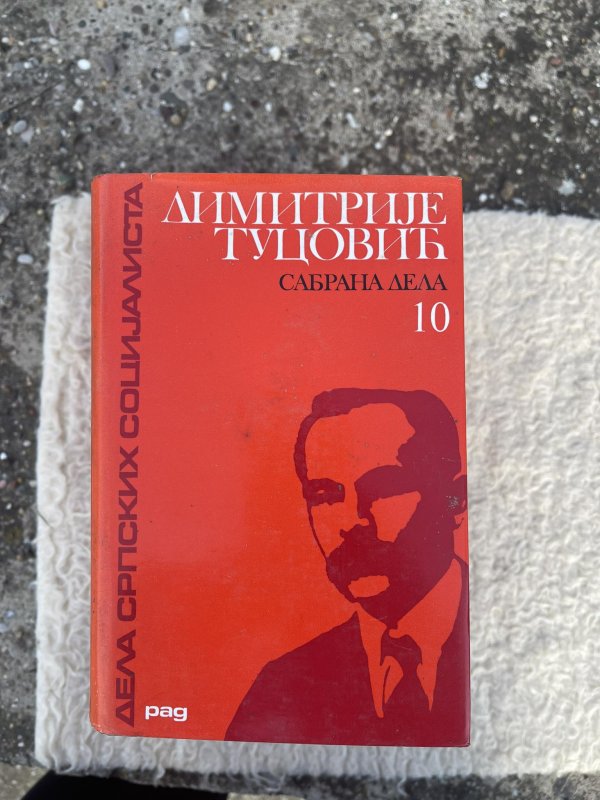 ДИМИТРИЈЕ
ТУЦОВИЋ
САБРАНА ДЕЛА
10
ДЕЛА СРПСКИХ СОЦИЈАЛИСТА
рад